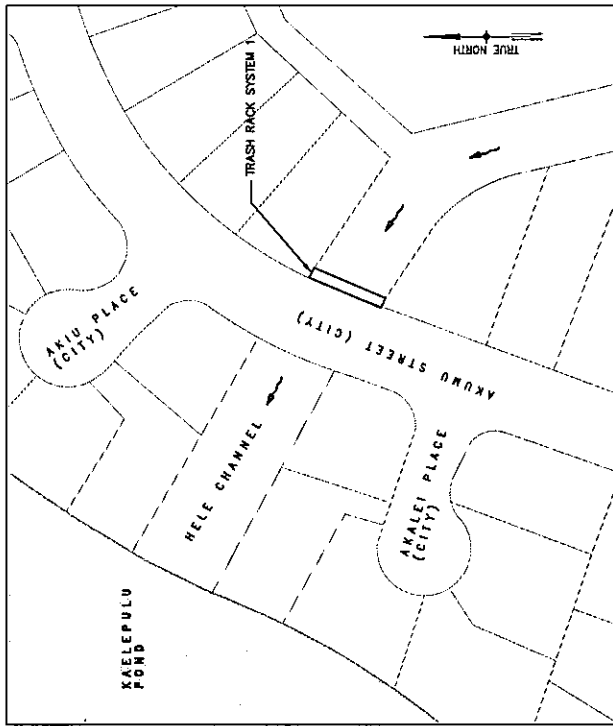 TRUE NORTH
TRASH RACK SYSTEM 1
AKIU PLACE
(CITY)
AKUMU STREET (CITY)
HELE CHANNEL
AKALEI PLACE
(CITY)
KAELEPULU
POND